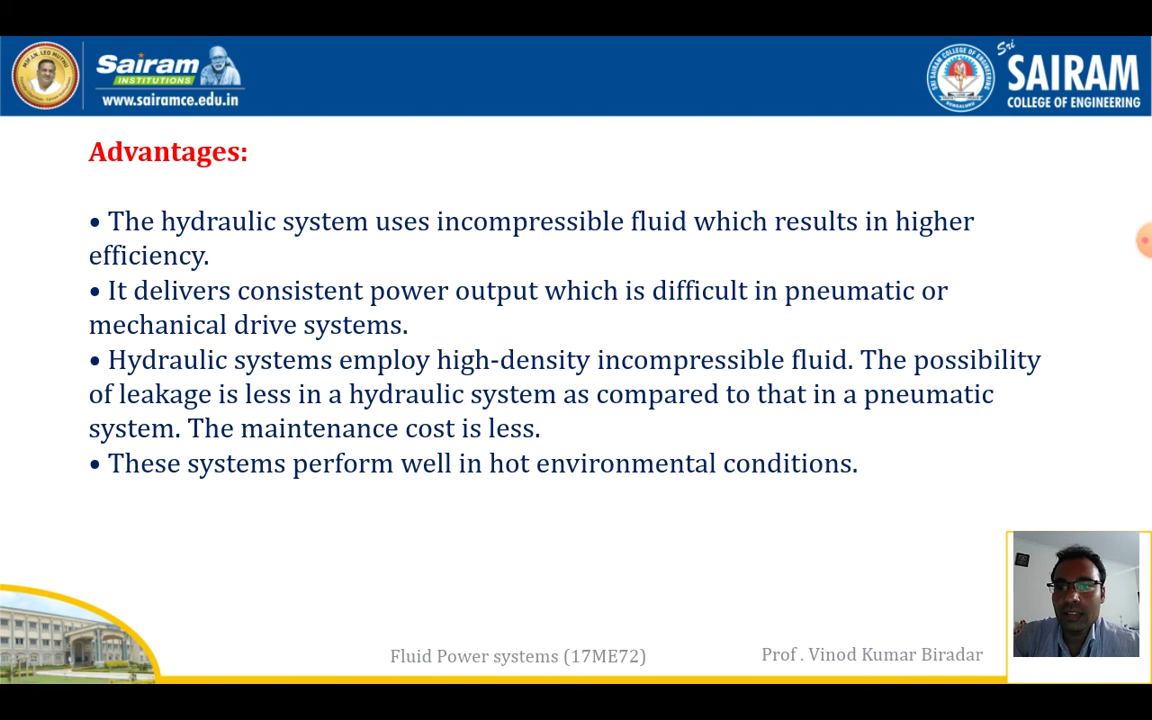 Sairam
INSTITUTIONS
www.sairamce.edu.in
Sri
SAIRAM
COLLEGE OF ENGINEERING
Advantages:
• The hydraulic system uses incompressible fluid which results in higher
efficiency.
• It delivers consistent power output which is difficult in pneumatic or
mechanical drive systems.
• Hydraulic systems employ high-density incompressible fluid. The possibility
of leakage is less in a hydraulic system as compared to that in a pneumatic
system. The maintenance cost is less.
• These systems perform well in hot environmental conditions.
Fluid Power systems (17ME72)
Prof . Vinod Kumar Biradar